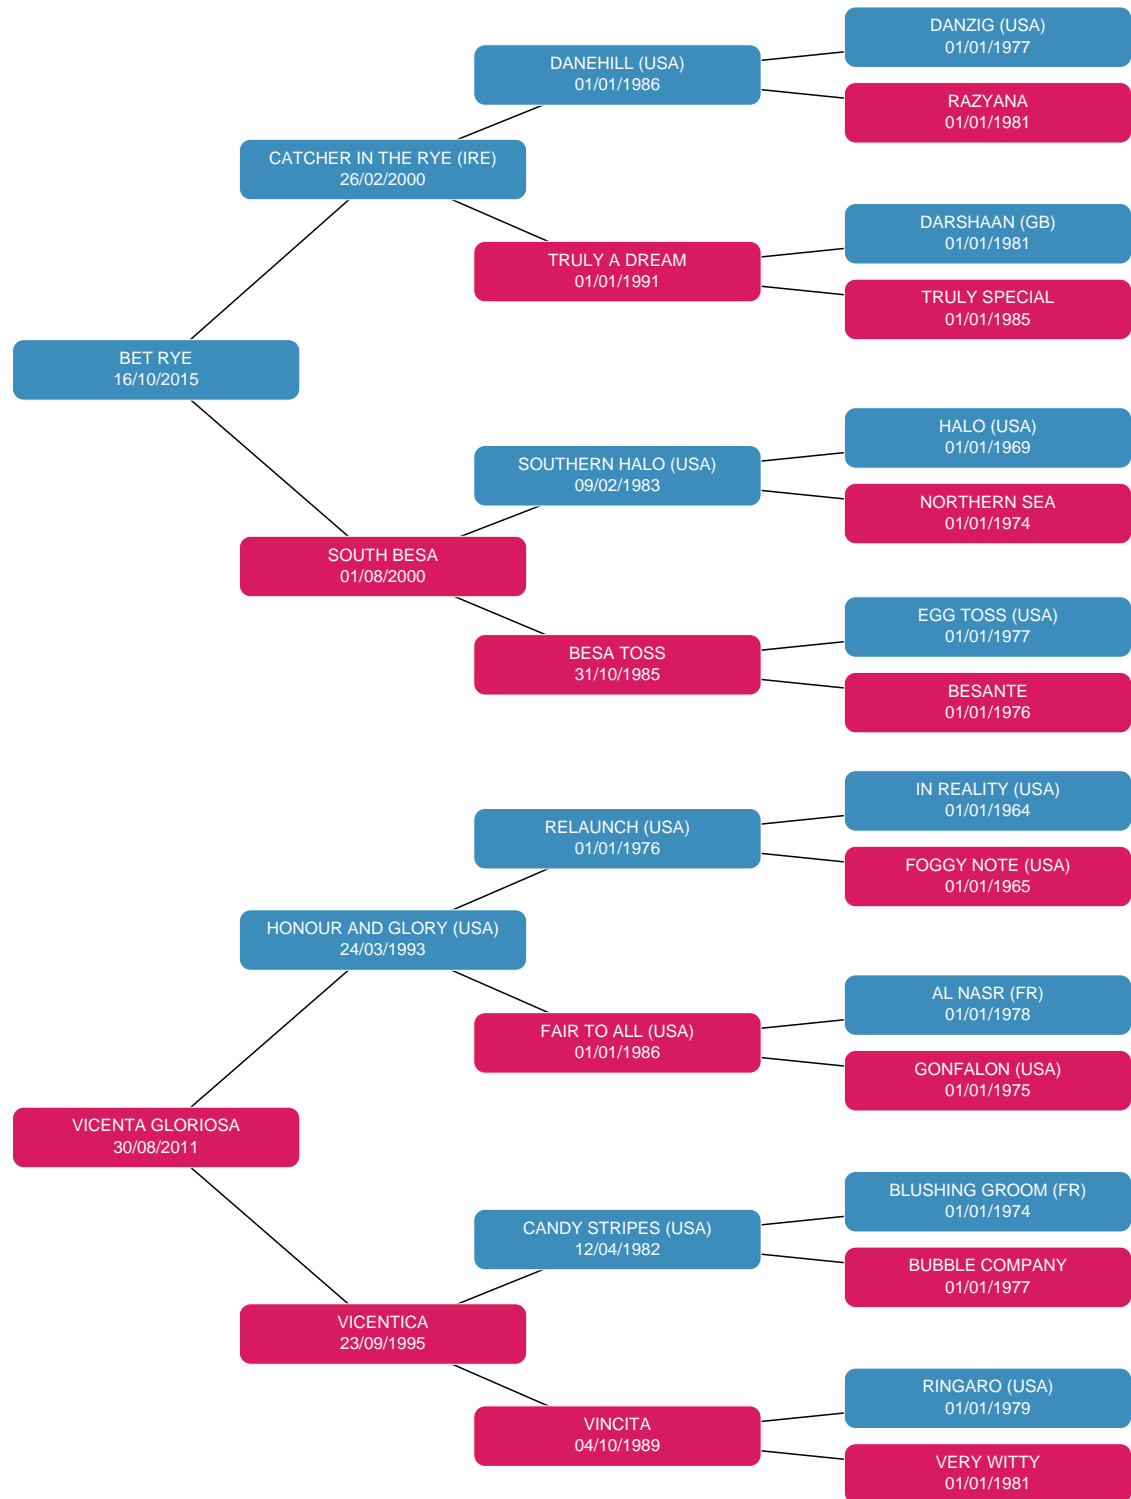 DANZIG (USA)
01/01/1977
DANEHILL (USA)
01/01/1986
RAZYANA
01/01/1981
CATCHER IN THE RYE (IRE)
26/02/2000
DARSHAAN (GB)
01/01/1981
TRULY A DREAM
01/01/1991
TRULY SPECIAL
01/01/1985
BET RYE
16/10/2015
HALO (USA)
01/01/1969
SOUTHERN HALO (USA)
09/02/1983
NORTHERN SEA
01/01/1974
SOUTH BESA
01/08/2000
EGG TOSS (USA)
01/01/1977
BESA TOSS
31/10/1985
BESANTE
01/01/1976
IN REALITY (USA)
01/01/1964
RELAUNCH (USA)
01/01/1976
FOGGY NOTE (USA)
01/01/1965
HONOUR AND GLORY (USA)
24/03/1993
AL NASR (FR)
01/01/1978
FAIR TO ALL (USA)
01/01/1986
GONFALON (USA)
01/01/1975
VICENTA GLORIOSA
30/08/2011
BLUSHING GROOM (FR)
01/01/1974
CANDY STRIPES (USA)
12/04/1982
BUBBLE COMPANY
01/01/1977
VICENTICA
23/09/1995
RINGARO (USA)
01/01/1979
VINCITA
04/10/1989
VERY WITTY
01/01/1981